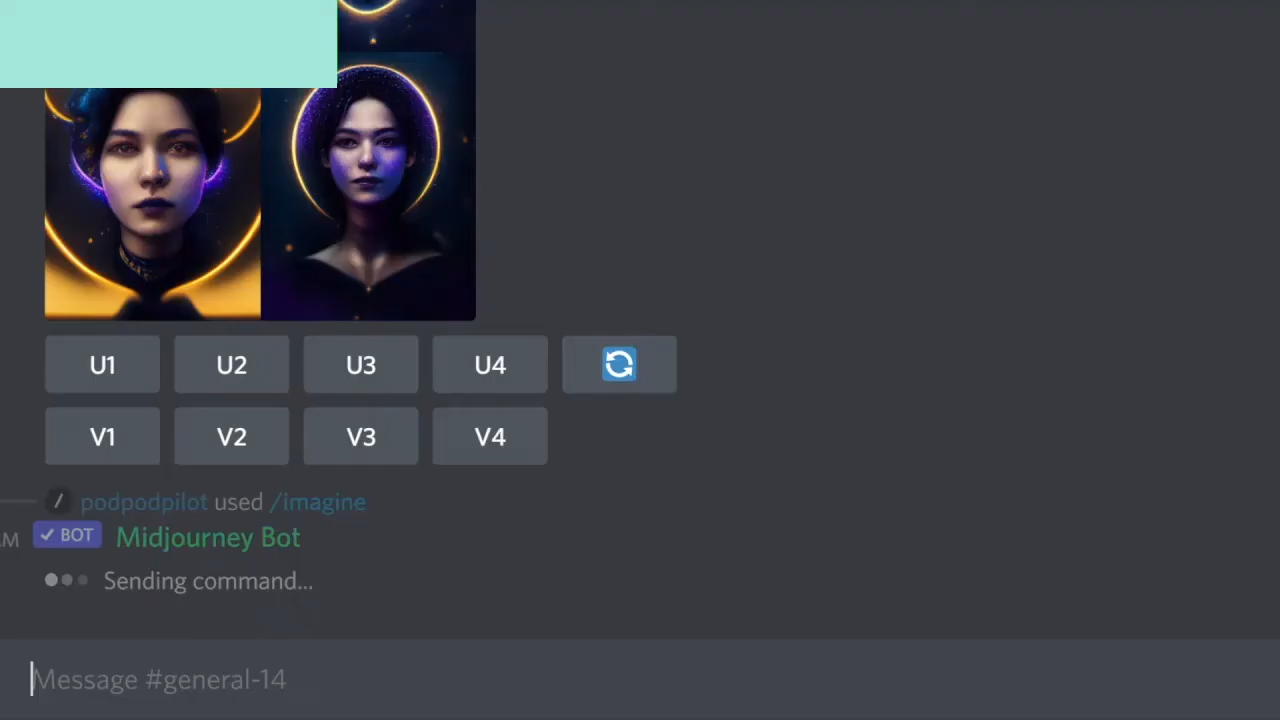 U1 U2 U3 U4
V1 V2 V3 V4
/ podpodpilot used /imagine
AM ✓ BOT Midjourney Bot
Sending command...
Message #general-14